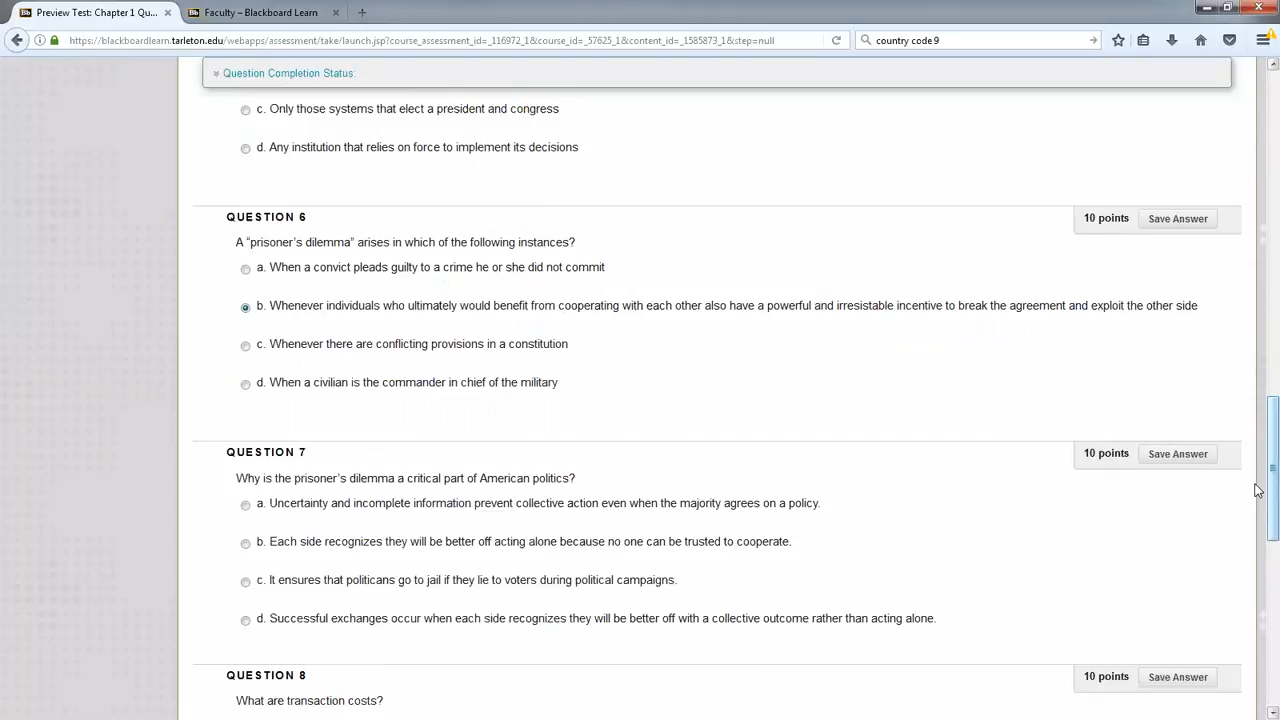 Preview Test: Chapter 1 Qu...
Faculty – Blackboard Learn
https://blackboardlearn.tarleton.edu/webapps/assessment/take/launch.jsp?course_assessment_id=_116972_1&course_id=_57625_1&content_id=_1585873_1&step=null
country code 9
Question Completion Status:
c. Only those systems that elect a president and congress
d. Any institution that relies on force to implement its decisions
QUESTION 6
10 points
Save Answer
A “prisoner’s dilemma” arises in which of the following instances?
a. When a convict pleads guilty to a crime he or she did not commit
b. Whenever individuals who ultimately would benefit from cooperating with each other also have a powerful and irresistable incentive to break the agreement and exploit the other side
c. Whenever there are conflicting provisions in a constitution
d. When a civilian is the commander in chief of the military
QUESTION 7
10 points
Save Answer
Why is the prisoner’s dilemma a critical part of American politics?
a. Uncertainty and incomplete information prevent collective action even when the majority agrees on a policy.
b. Each side recognizes they will be better off acting alone because no one can be trusted to cooperate.
c. It ensures that politicans go to jail if they lie to voters during political campaigns.
d. Successful exchanges occur when each side recognizes they will be better off with a collective outcome rather than acting alone.
QUESTION 8
10 points
Save Answer
What are transaction costs?